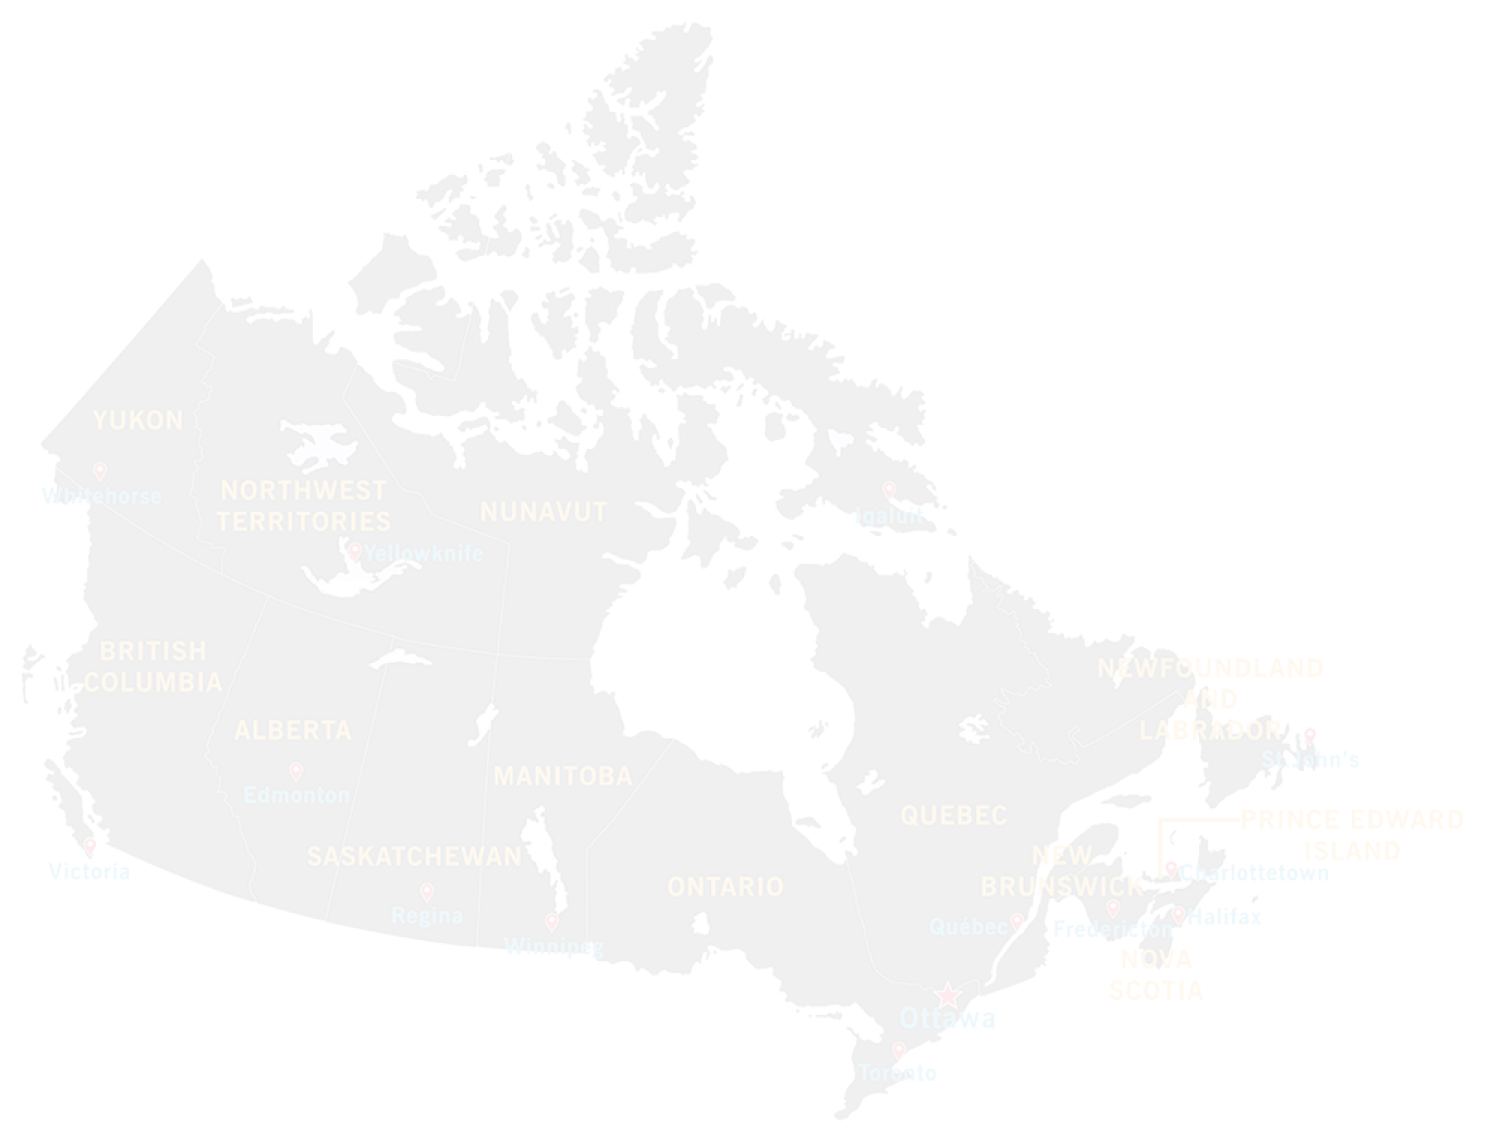 YUKON
Whitehorse
NORTHWEST
TERRITORIES
Yellowknife
NUNAVUT
Iqaluit
BRITISH
COLUMBIA
Victoria
ALBERTA
Edmonton
SASKATCHEWAN
Regina
MANITOBA
Winnipeg
ONTARIO
Ottawa
Toronto
QUEBEC
Québec
NEWFOUNDLAND
AND
LABRADOR
St. John's
PRINCE EDWARD
ISLAND
Charlottetown
NEW
BRUNSWICK
Fredericton
Halifax
NOVA
SCOTIA